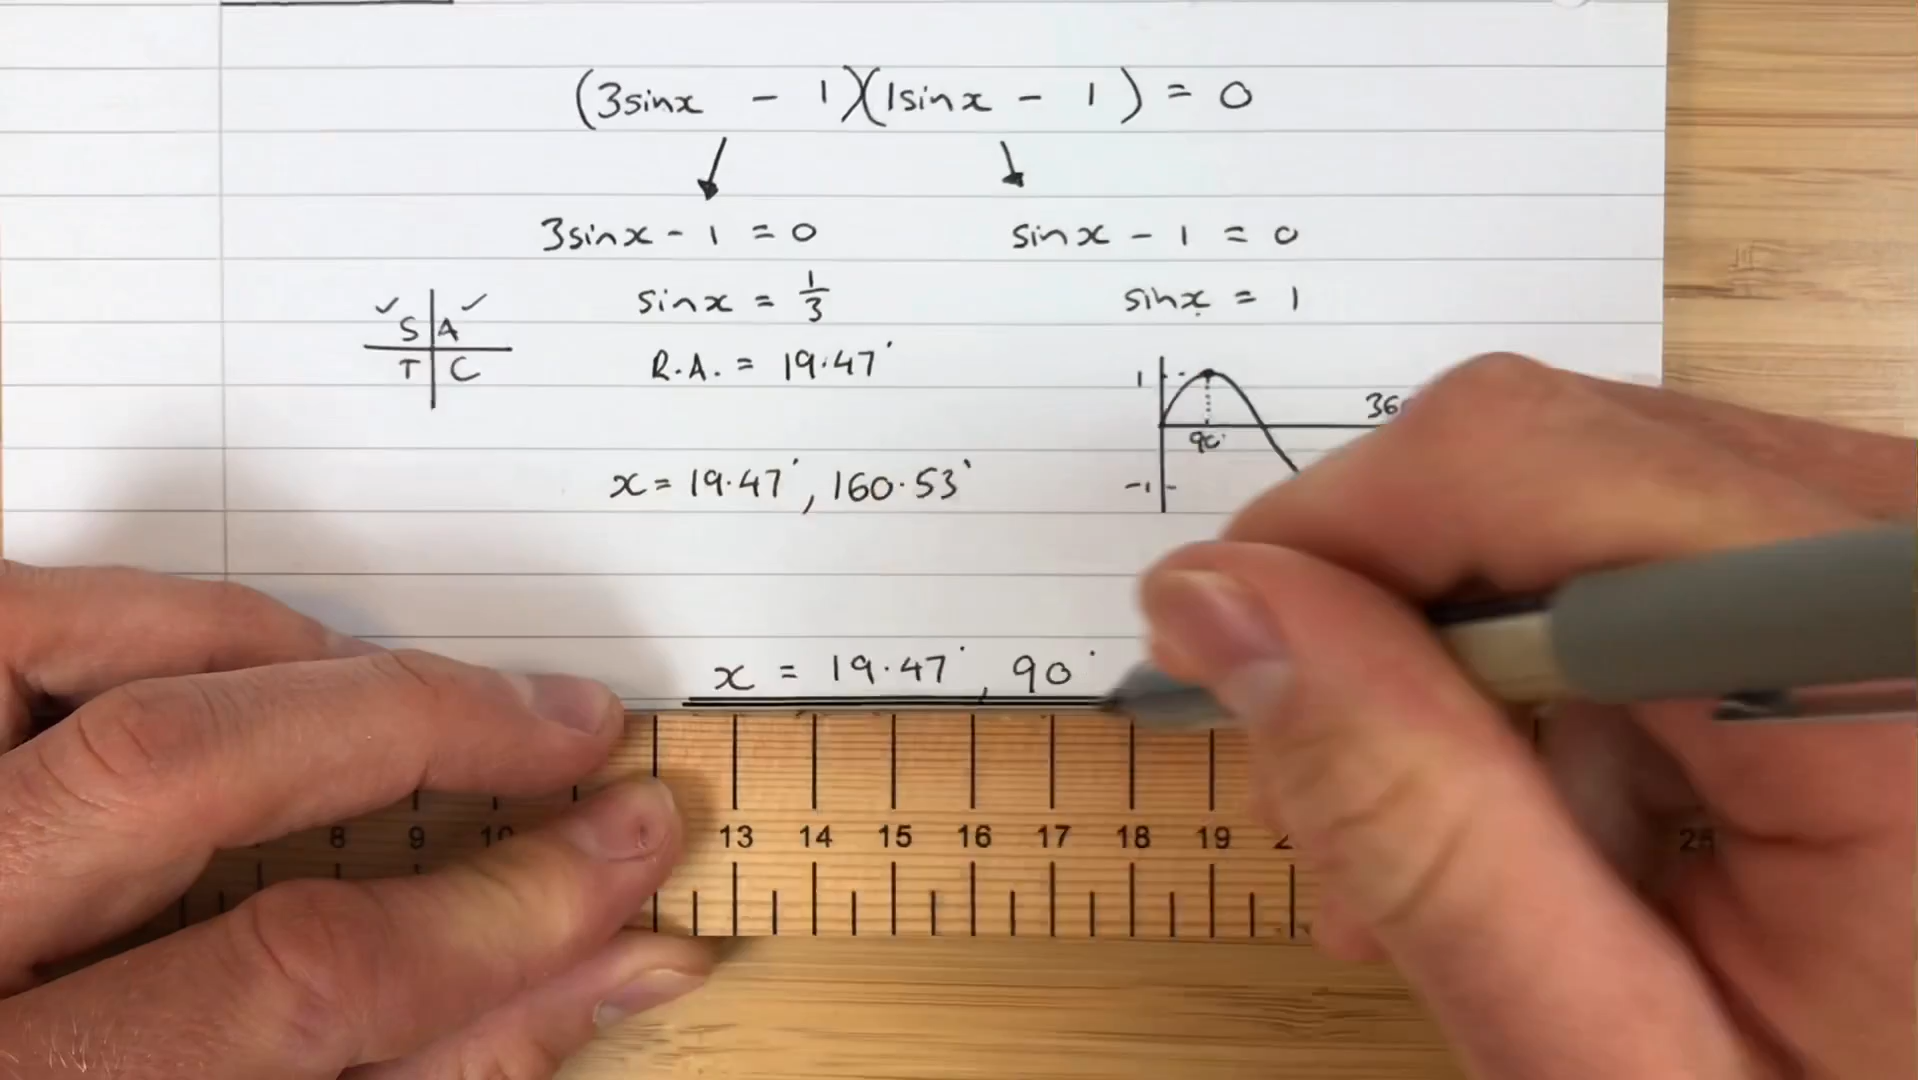 (3sinx - 1)(1sinx - 1) = 0
3sinx - 1 = 0
sinx - 1 = 0
S A
T C
sinx = 1/3
sinx = 1
R.A. = 19.47°
1
90°
-1
x = 19.47°, 160.53°
x = 19.47°, 90°
8 9 13 14 15 16 17 18 19